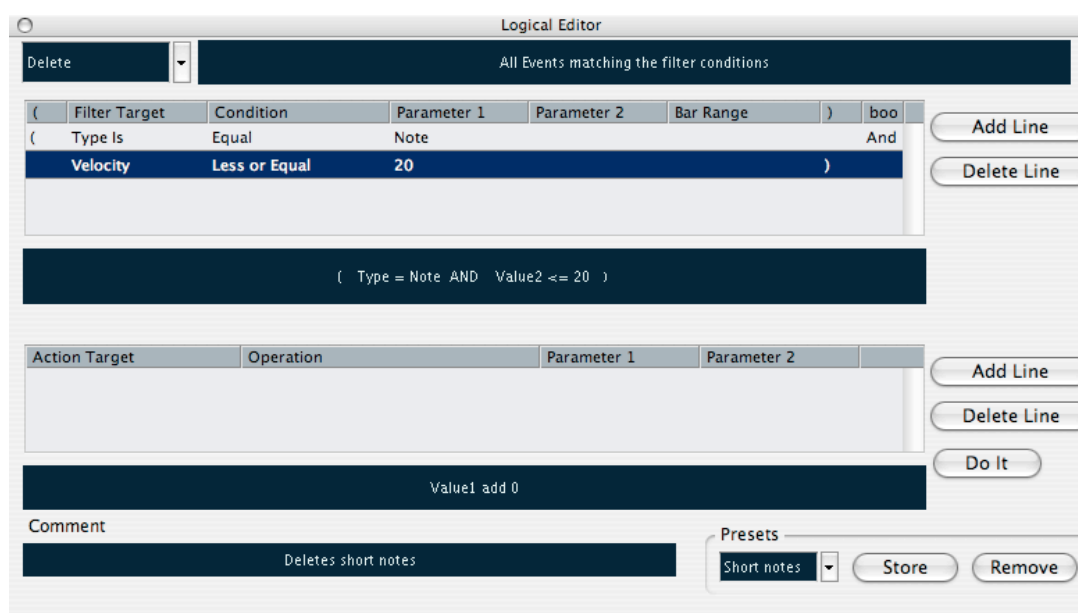 Logical Editor
Delete
All Events matching the filter conditions
( Filter Target Condition Parameter 1 Parameter 2 Bar Range ) boo
( Type Is Equal Note And
Velocity Less or Equal 20 )
Add Line
Delete Line
( Type = Note AND Value2 <= 20 )
Action Target Operation Parameter 1 Parameter 2
Add Line
Delete Line
Do It
Value1 add 0
Comment
Deletes short notes
Presets
Short notes
Store
Remove